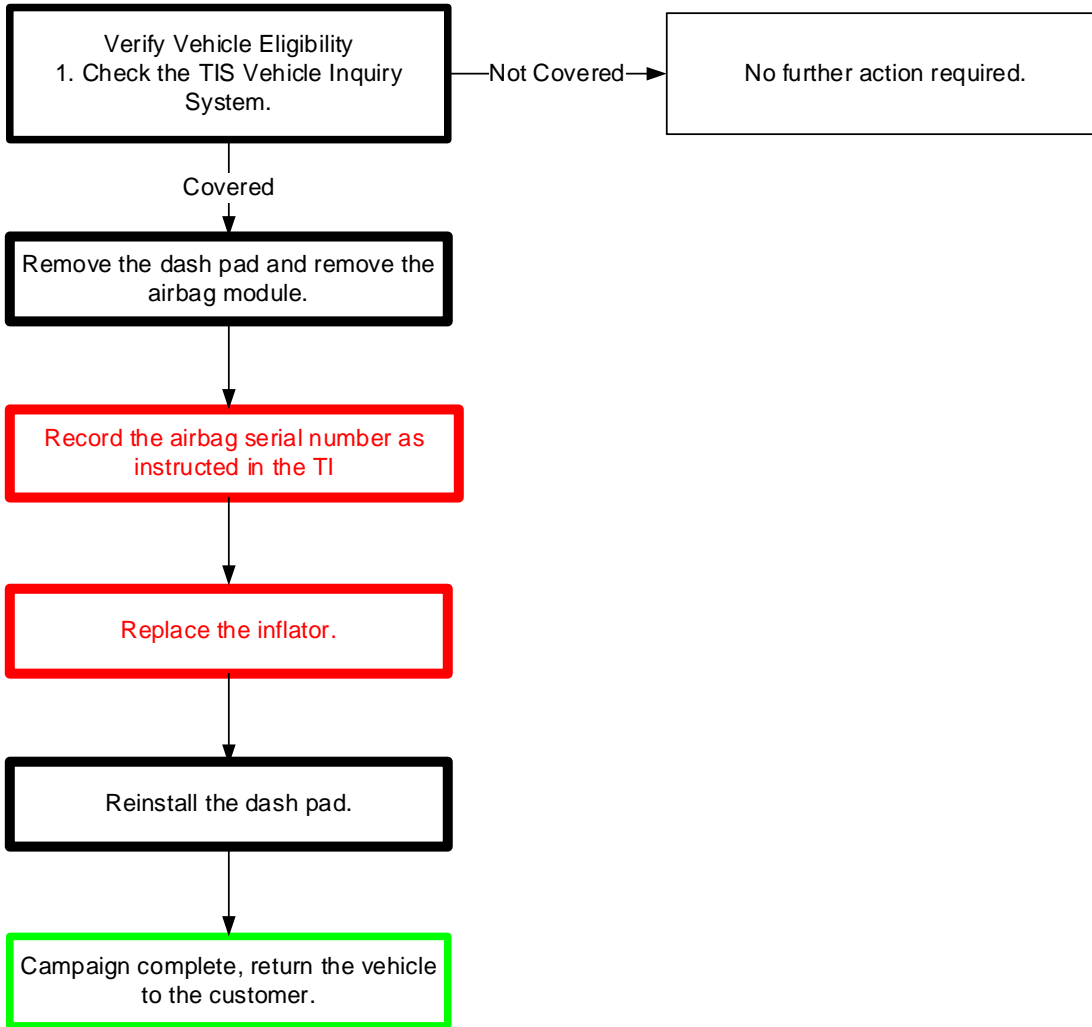 Verify Vehicle Eligibility
1. Check the TIS Vehicle Inquiry
System.
Not Covered
No further action required.
Covered
Remove the dash pad and remove the
airbag module.
Record the airbag serial number as
instructed in the TI
Replace the inflator.
Reinstall the dash pad.
Campaign complete, return the vehicle
to the customer.